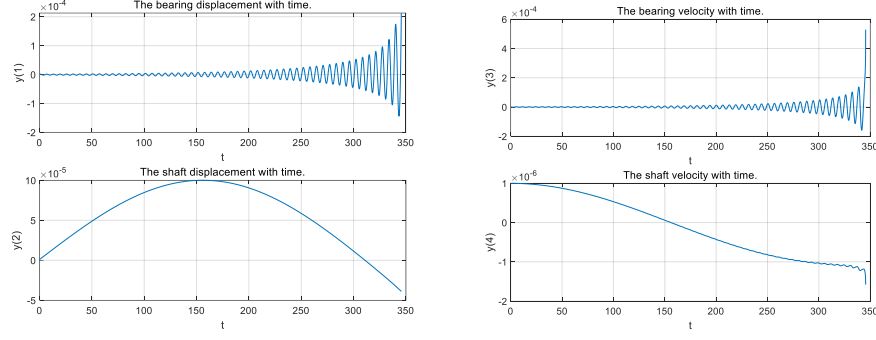 ×10⁻⁴ The bearing displacement with time.
2
1
0
-1
-2
y(1)
0 50 100 150 200 250 300 350
t
×10⁻⁵ The shaft displacement with time.
10
5
0
-5
y(2)
0 50 100 150 200 250 300 350
t
×10⁻⁴ The bearing velocity with time.
6
4
2
0
-2
y(3)
0 50 100 150 200 250 300 350
t
×10⁻⁶ The shaft velocity with time.
1
0
-1
-2
y(4)
0 50 100 150 200 250 300 350
t